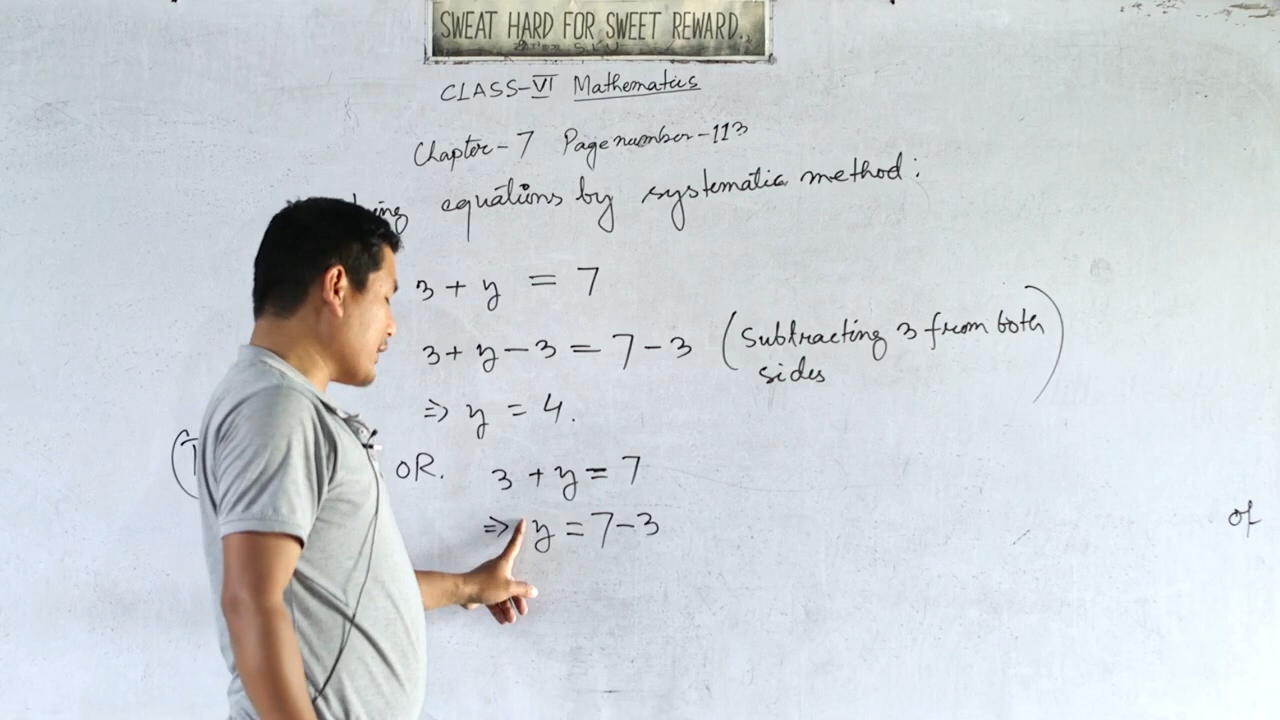 SWEAT HARD FOR SWEET REWARD..
CLASS-VI Mathematics
Chapter-7 Page number-113
equations by systematic method:
3 + y = 7
3 + y - 3 = 7 - 3 (Subtracting 3 from both sides)
⇒ y = 4.
OR. 3 + y = 7
⇒ y = 7 - 3
of